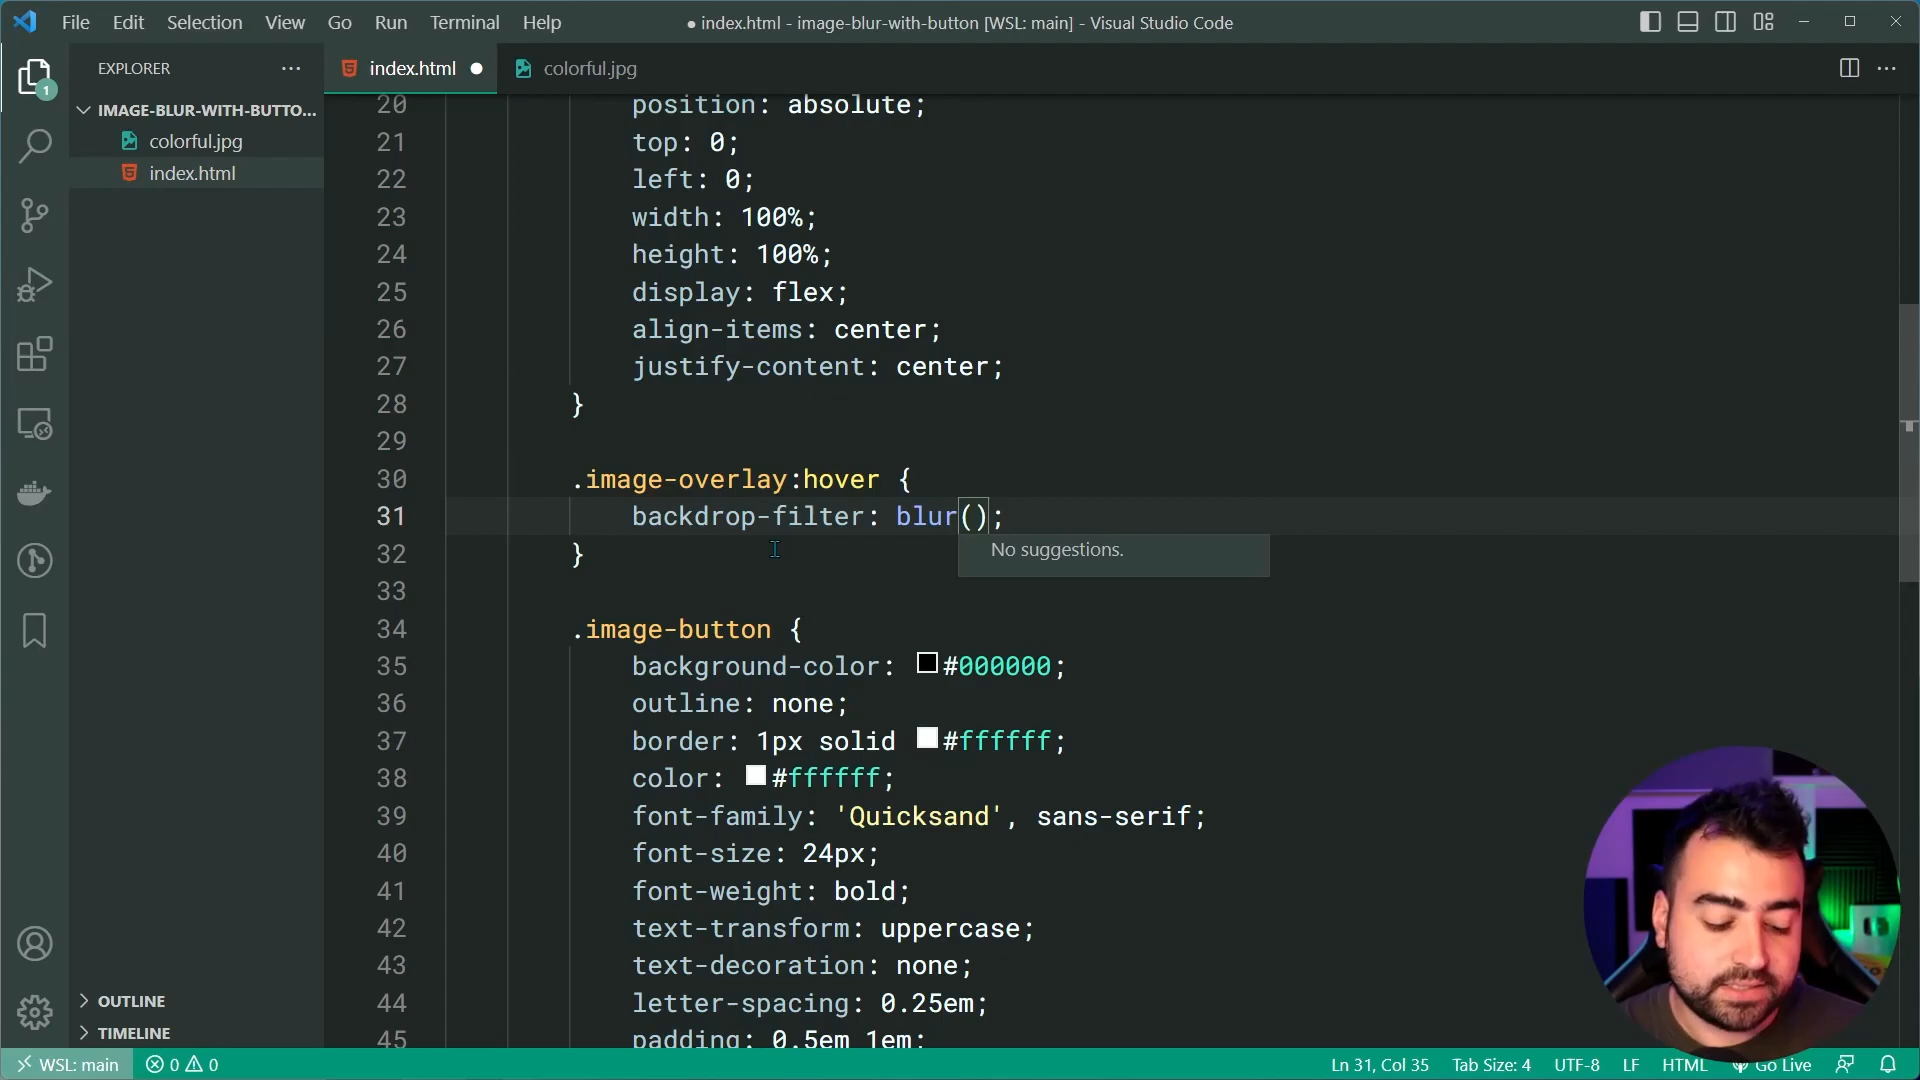 File Edit Selection View Go Run Terminal Help
● index.html - image-blur-with-button [WSL: main] - Visual Studio Code
EXPLORER
1
IMAGE-BLUR-WITH-BUTTO...
colorful.jpg
index.html
OUTLINE
TIMELINE
index.html
colorful.jpg
20 position: absolute;
21 top: 0;
22 left: 0;
23 width: 100%;
24 height: 100%;
25 display: flex;
26 align-items: center;
27 justify-content: center;
28 }
29
30 .image-overlay:hover {
31 backdrop-filter: blur();
No suggestions.
32 }
33
34 .image-button {
35 background-color: #000000;
36 outline: none;
37 border: 1px solid #ffffff;
38 color: #ffffff;
39 font-family: 'Quicksand', sans-serif;
40 font-size: 24px;
41 font-weight: bold;
42 text-transform: uppercase;
43 text-decoration: none;
44 letter-spacing: 0.25em;
45 padding: 0.5em 1em;
WSL: main 0 0 Ln 31, Col 35 Tab Size: 4 UTF-8 LF HTML Go Live